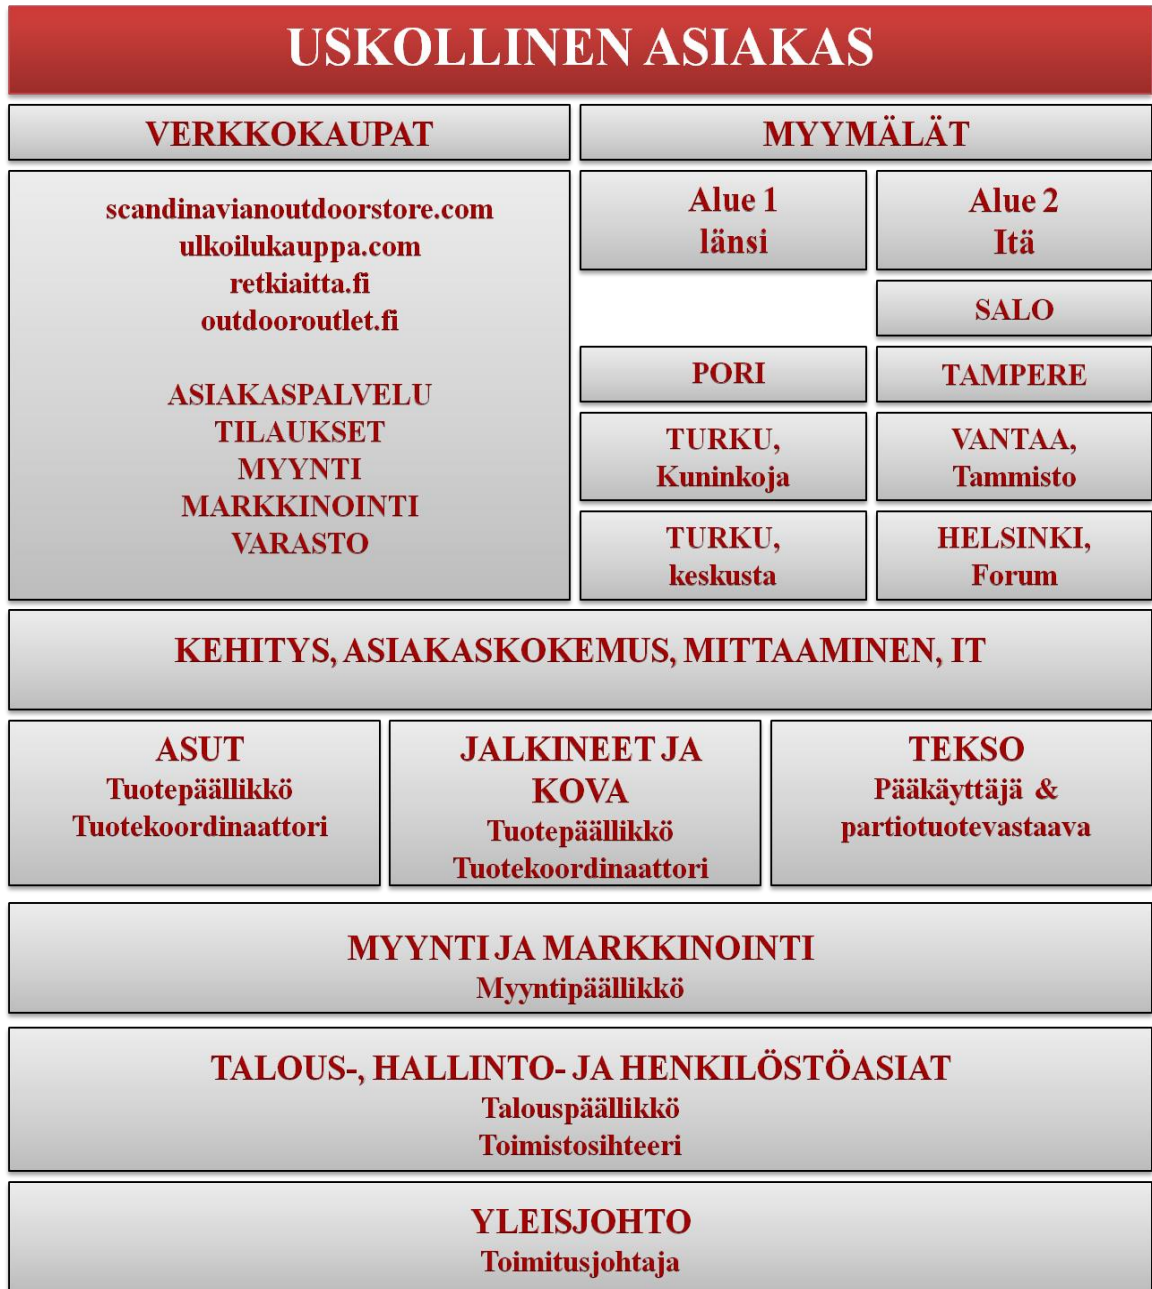 USKOLLINEN ASIAKAS
VERKKOKAUPAT
MYYMÄLÄT
scandinavianoutdoorstore.com
ulkoilukauppa.com
retkiaitta.fi
outdooroutlet.fi
ASIAKASPALVELU
TILAUKSET
MYYNTI
MARKKINOINTI
VARASTO
Alue 1
länsi
Alue 2
Itä
SALO
PORI
TAMPERE
TURKU,
Kuninkoja
VANTAA,
Tammisto
TURKU,
keskusta
HELSINKI,
Forum
KEHITYS, ASIAKASKOKEMUS, MITTAAMINEN, IT
ASUT
Tuotepäällikkö
Tuotekoordinaattori
JALKINEET JA
KOVA
Tuotepäällikkö
Tuotekoordinaattori
TEKSO
Pääkäyttäjä &
partiotuotevastaava
MYYNTI JA MARKKINOINTI
Myyntipäällikkö
TALOUS-, HALLINTO- JA HENKILÖSTÖASIAT
Talouspäällikkö
Toimistosihteeri
YLEISJOHTO
Toimitusjohtaja